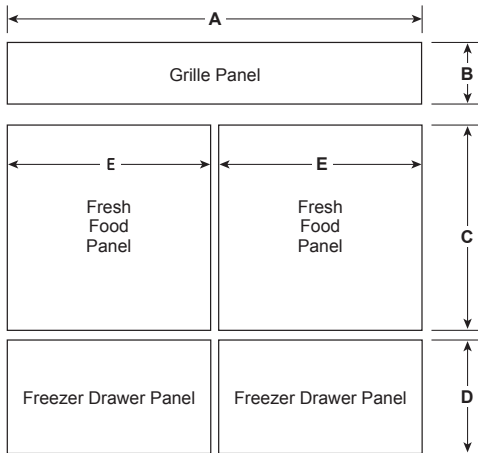 A
Grille Panel
B
E
E
Fresh
Food
Panel
Fresh
Food
Panel
C
Freezer Drawer Panel
Freezer Drawer Panel
D